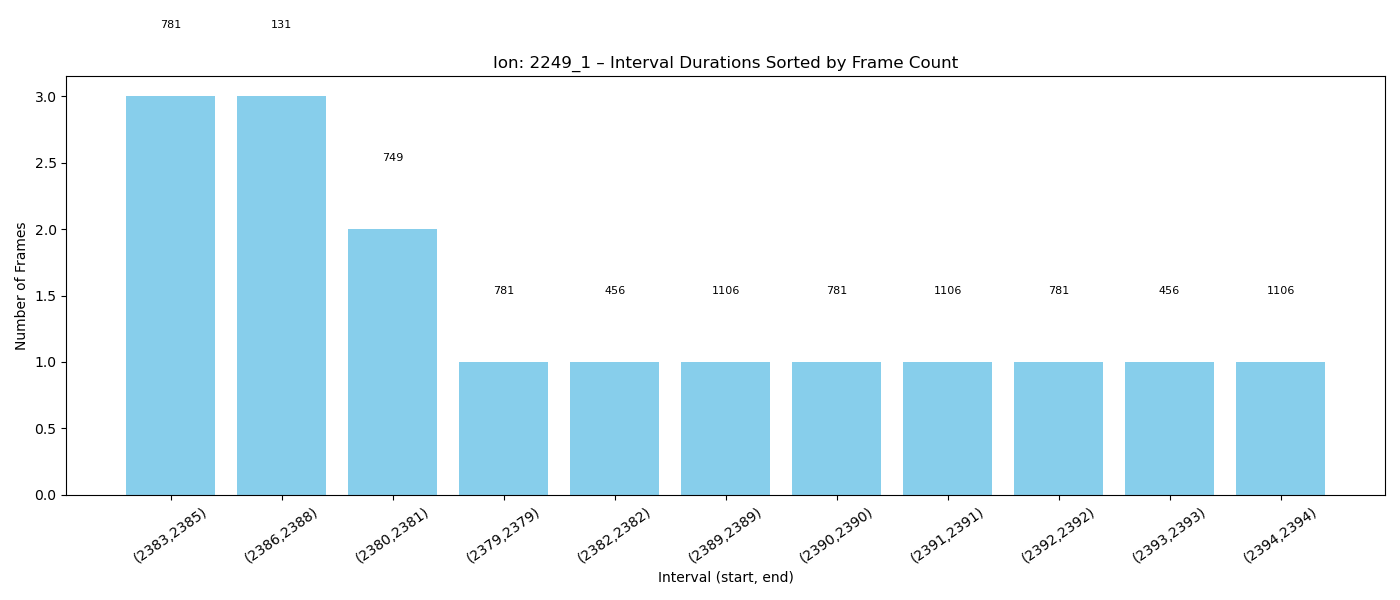 781 131
Ion: 2249_1 – Interval Durations Sorted by Frame Count
749
781 456 1106 781 1106 781 456 1106
Number of Frames
3.0
2.5
2.0
1.5
1.0
0.5
0.0
(2383,2385) (2386,2388) (2380,2381) (2379,2379) (2382,2382) (2389,2389) (2390,2390) (2391,2391) (2392,2392) (2393,2393) (2394,2394)
Interval (start, end)